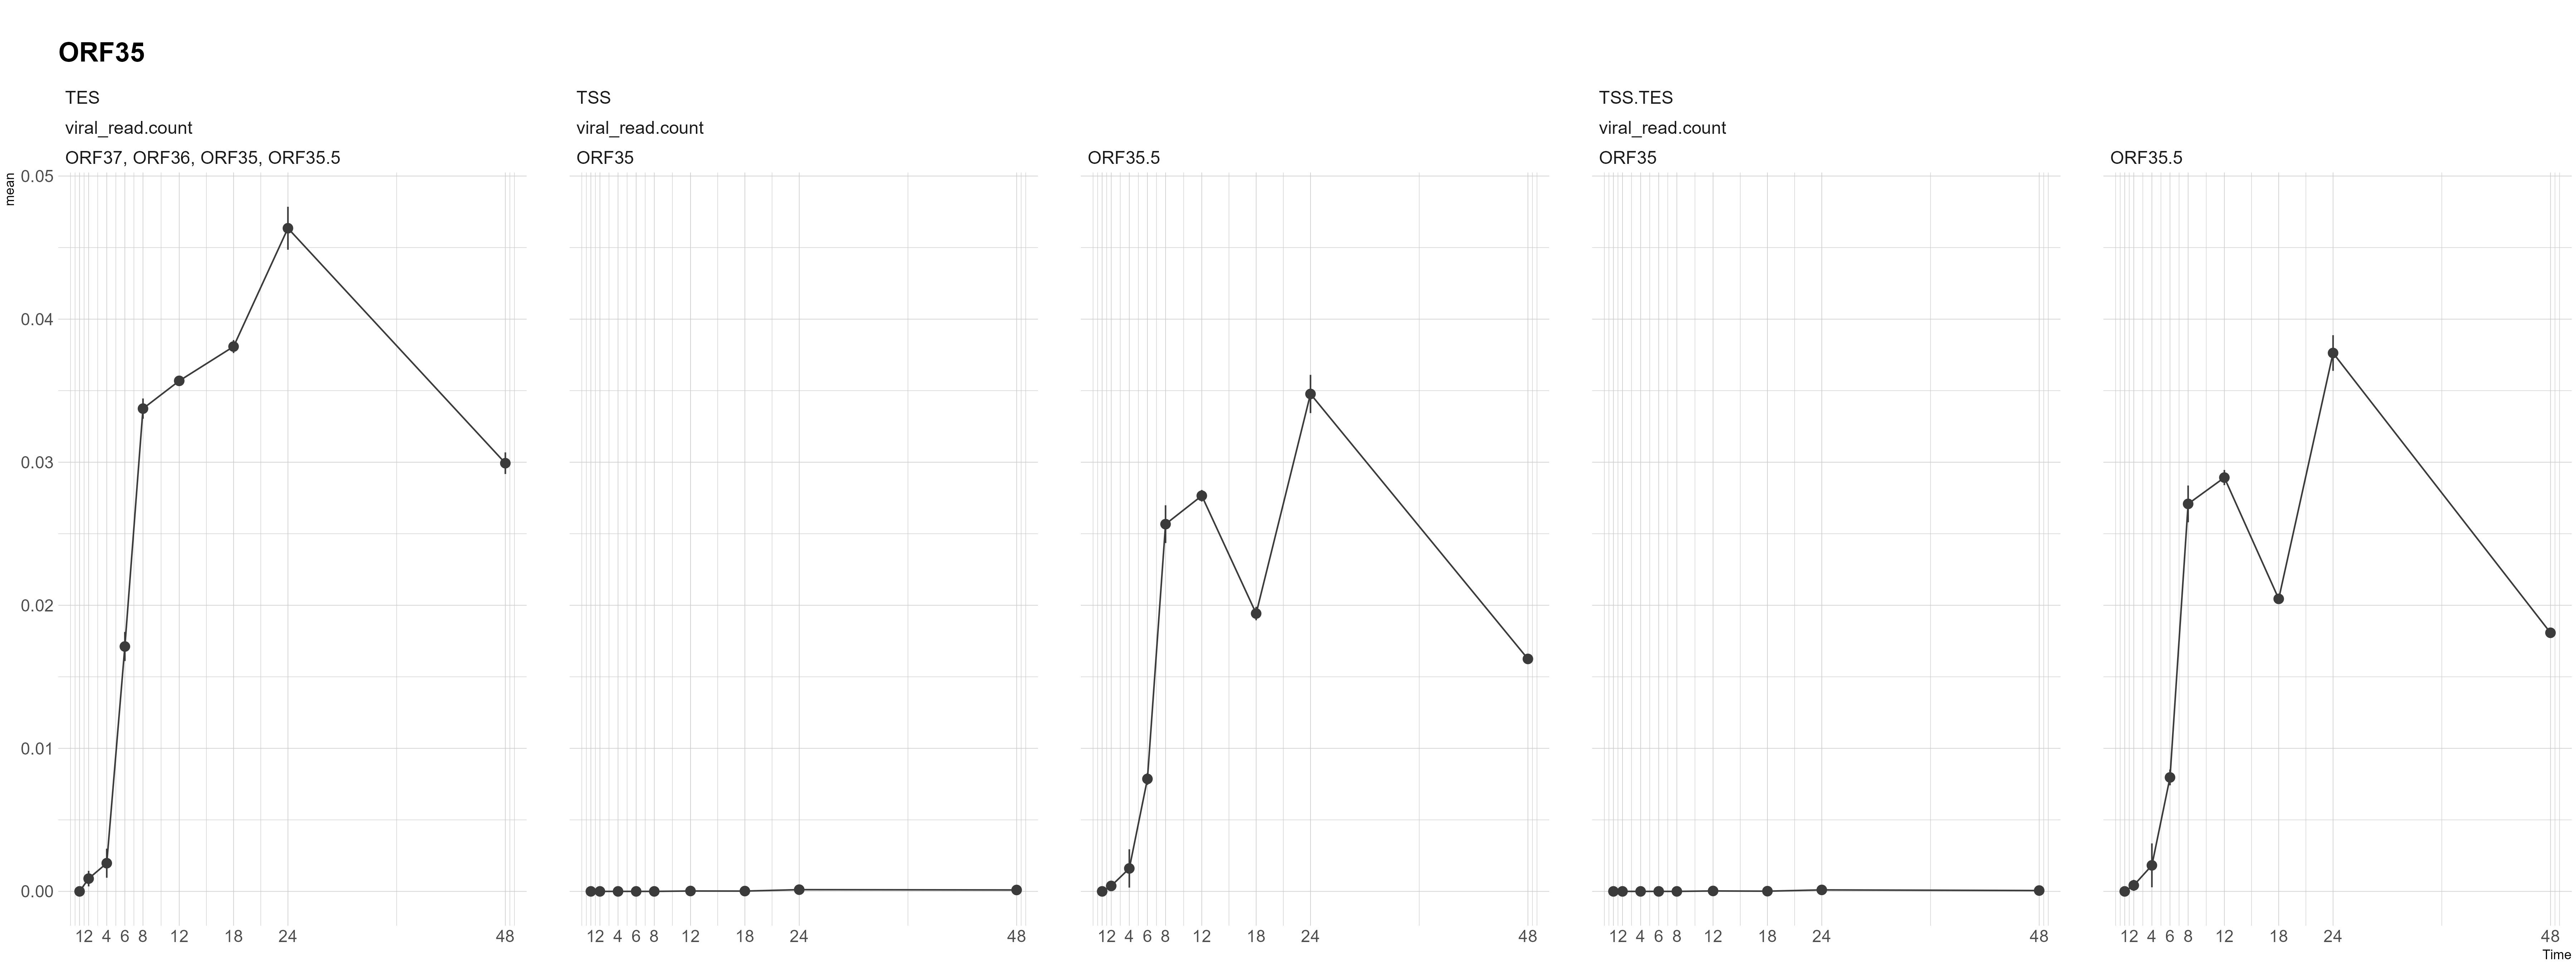 ORF35
TES
TSS
TSS.TES
viral_read.count
viral_read.count
viral_read.count
ORF37, ORF36, ORF35, ORF35.5
ORF35
ORF35.5
ORF35
ORF35.5
mean
0.05
0.04
0.03
0.02
0.01
0.00
12 4 6 8 12 18 24 48
12 4 6 8 12 18 24 48
12 4 6 8 12 18 24 48
12 4 6 8 12 18 24 48
12 4 6 8 12 18 24 48
Time